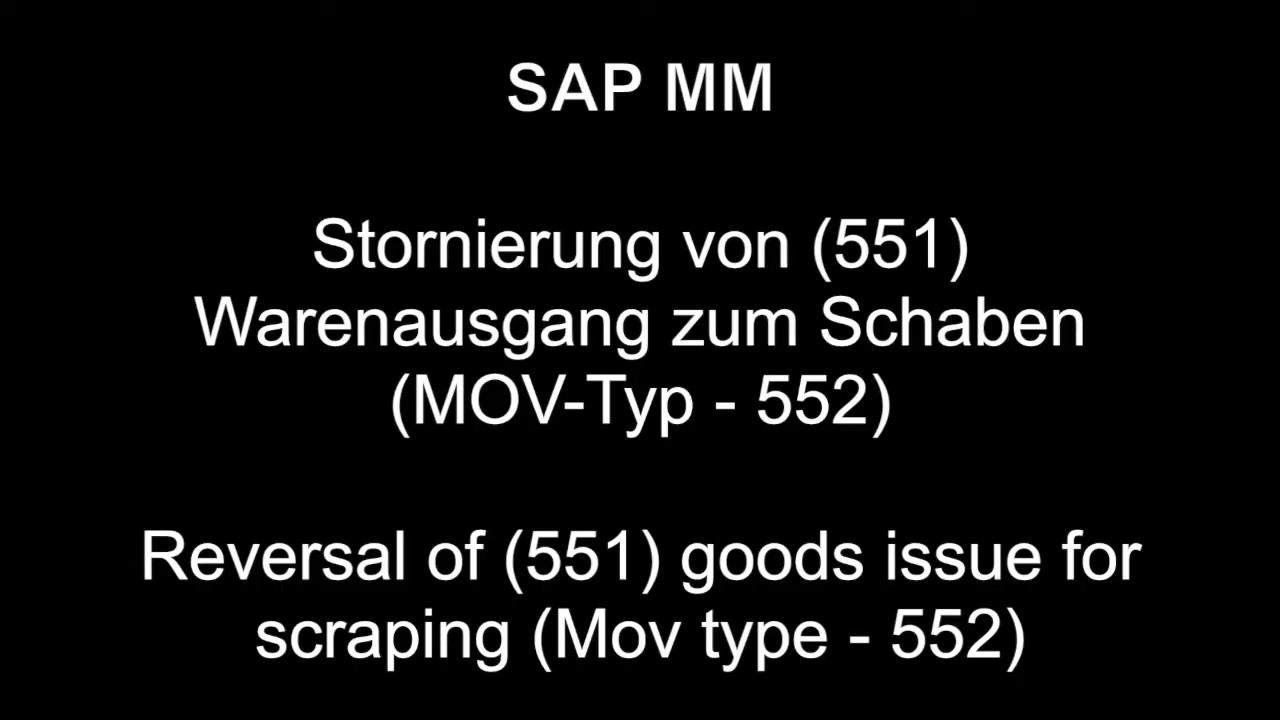 SAP MM
Stornierung von (551)
Warenausgang zum Schaben
(MOV-Typ - 552)
Reversal of (551) goods issue for
scraping (Mov type - 552)